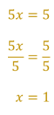 5x = 5
5x/5 = 5/5
x = 1